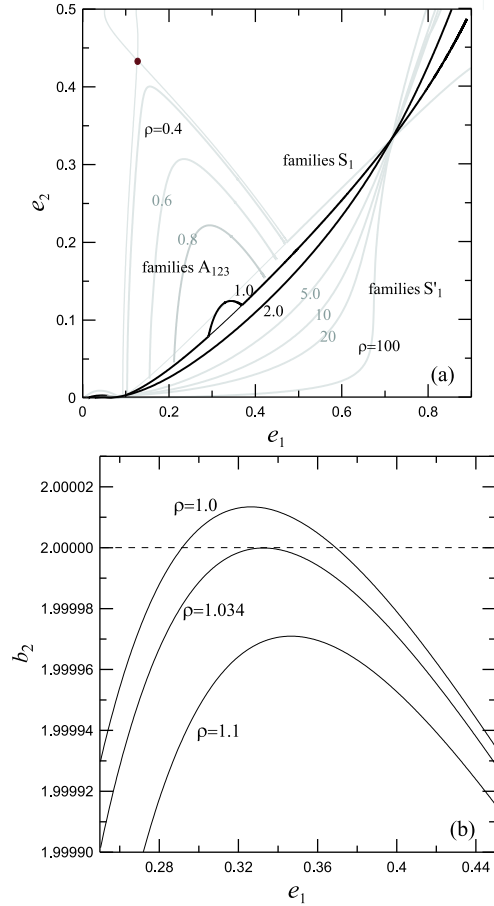 0.5
0.4
0.3
0.2
0.1
0
e2
ρ=0.4
0.6
0.8
families A123
1.0
families S1
families S'1
5.0
2.0
10
20
ρ=100
(a)
0
0.2
0.4
0.6
0.8
e1
2.00002
2.00000
1.99998
1.99996
1.99994
1.99992
1.99990
b2
ρ=1.0
ρ=1.034
ρ=1.1
(b)
0.28
0.32
0.36
0.4
0.44
e1